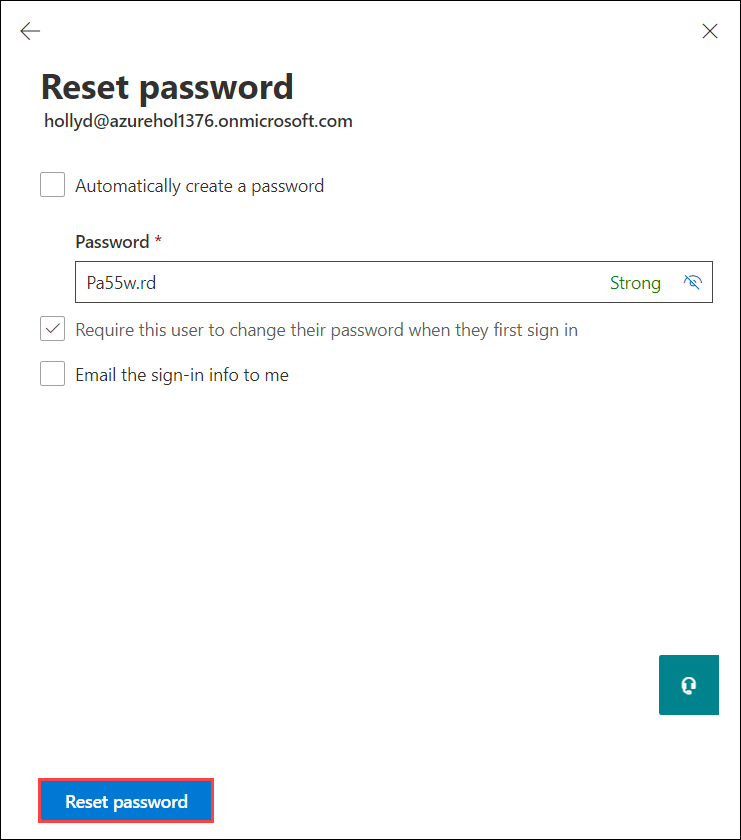 Reset password
hollyd@azurehol1376.onmicrosoft.com
Automatically create a password
Password *
Pa55w.rd Strong
Require this user to change their password when they first sign in
Email the sign-in info to me
Reset password